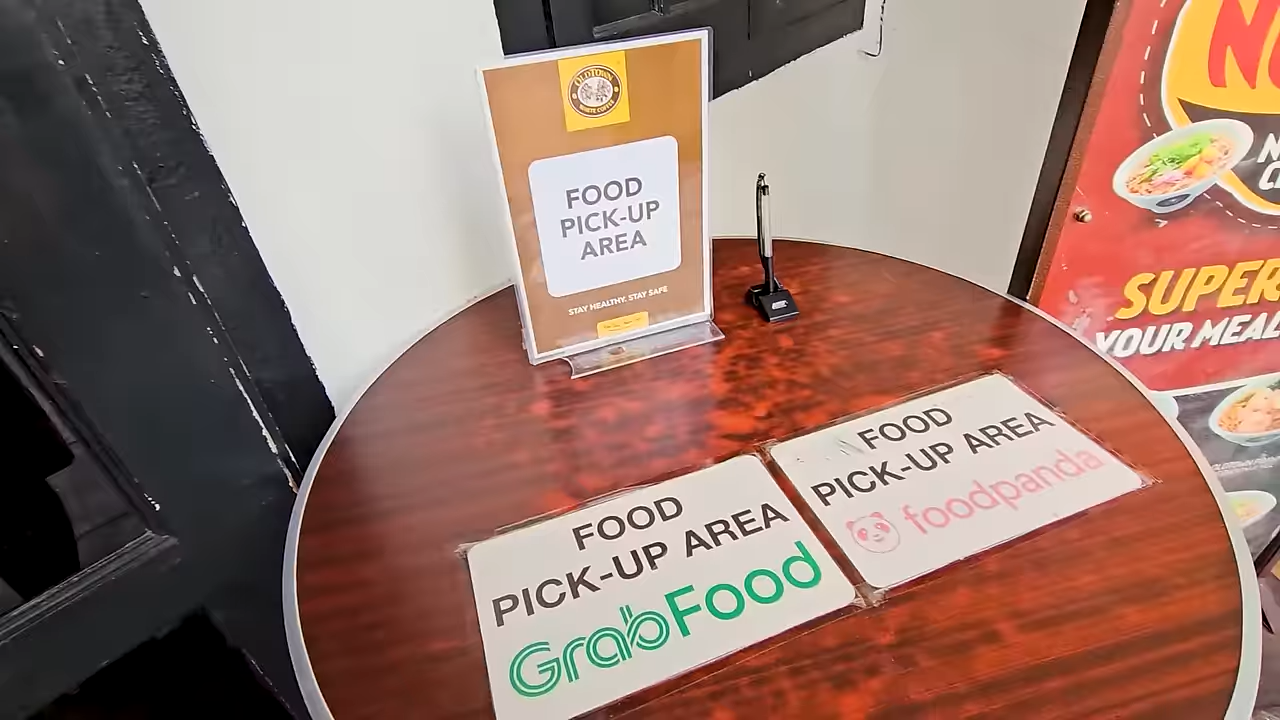 OLDTOWN
WHITE COFFEE
FOOD
PICK-UP
AREA
STAY HEALTHY. STAY SAFE
FOOD
PICK-UP AREA
GrabFood
FOOD
PICK-UP AREA
foodpanda
SUPER
YOUR MEAL